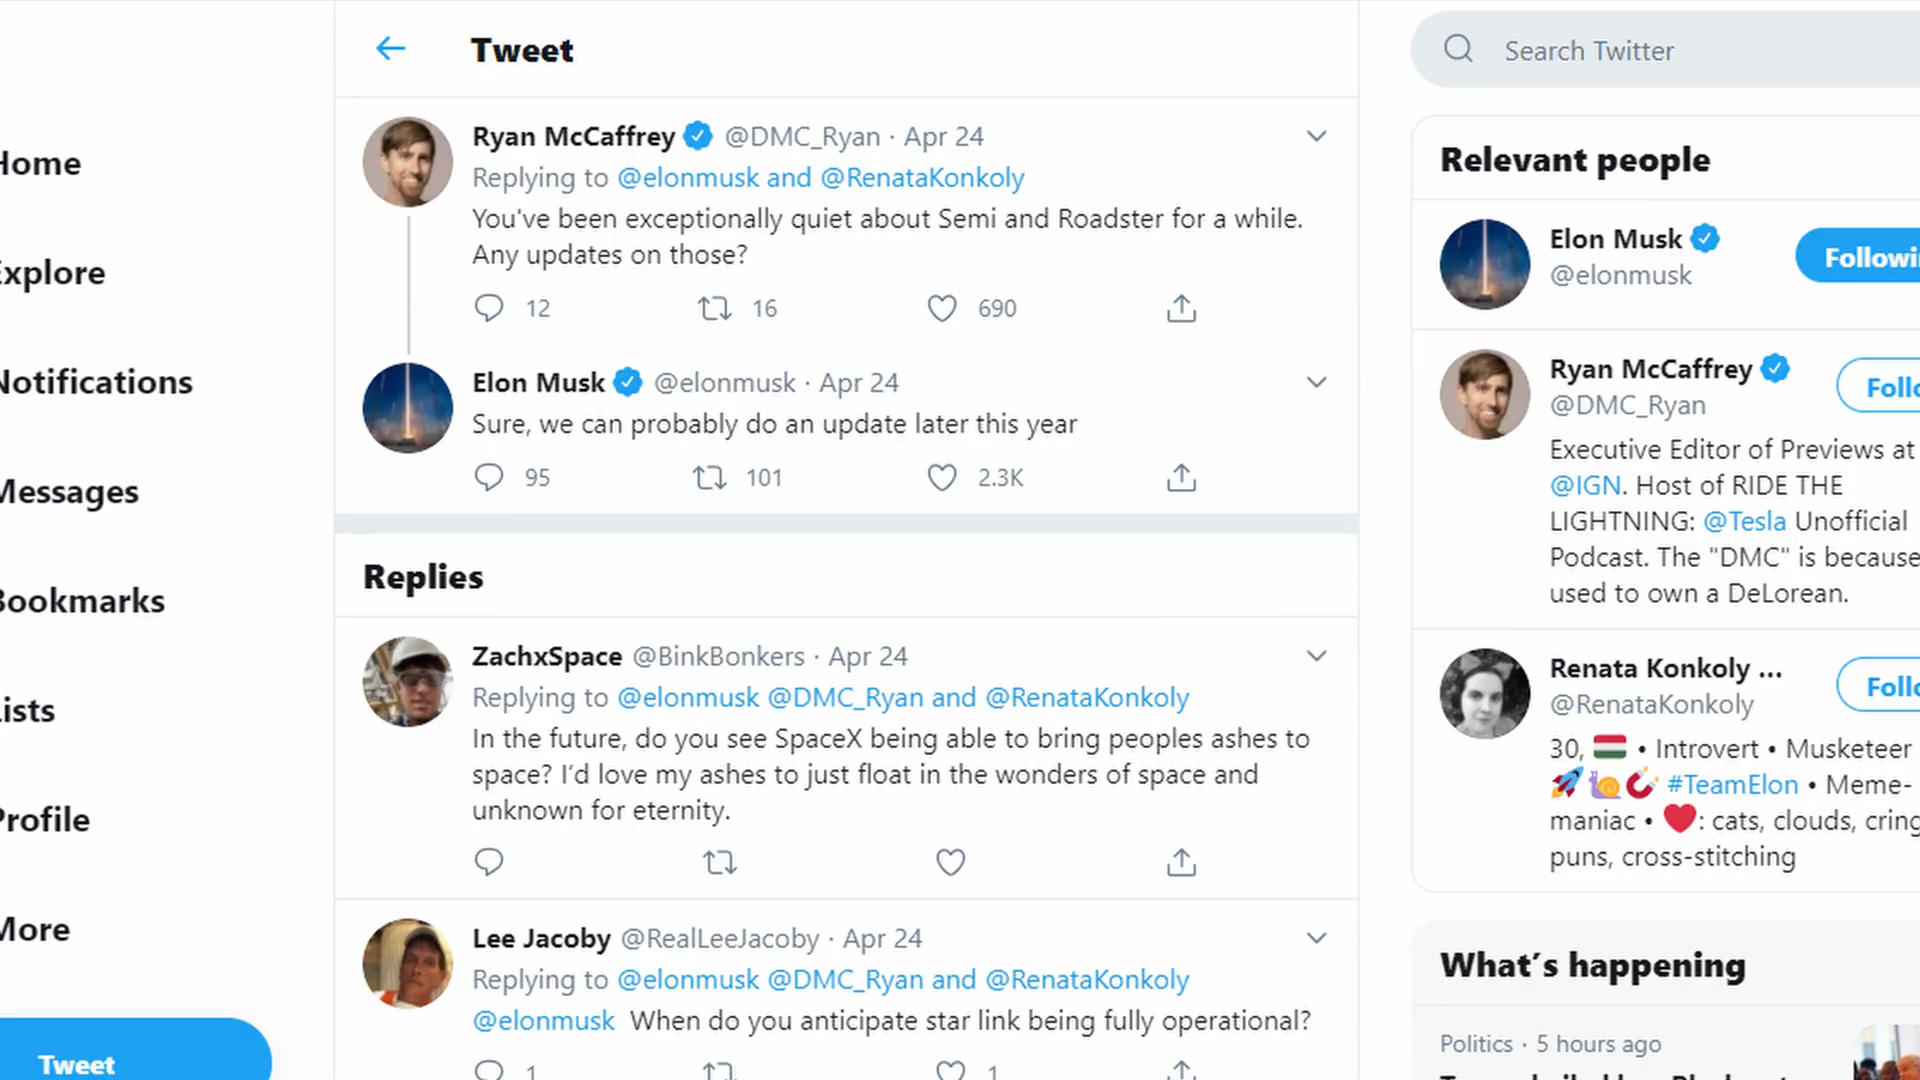 Tweet
Home
Explore
Notifications
Messages
Bookmarks
Lists
Profile
More
Tweet
Ryan McCaffrey @DMC_Ryan · Apr 24
Replying to @elonmusk and @RenataKonkoly
You've been exceptionally quiet about Semi and Roadster for a while.
Any updates on those?
12 16 690
Elon Musk @elonmusk · Apr 24
Sure, we can probably do an update later this year
95 101 2.3K
Replies
ZachxSpace @BinkBonkers · Apr 24
Replying to @elonmusk @DMC_Ryan and @RenataKonkoly
In the future, do you see SpaceX being able to bring peoples ashes to
space? I’d love my ashes to just float in the wonders of space and
unknown for eternity.
Lee Jacoby @RealLeeJacoby · Apr 24
Replying to @elonmusk @DMC_Ryan and @RenataKonkoly
@elonmusk When do you anticipate star link being fully operational?
1 1
Search Twitter
Relevant people
Elon Musk
@elonmusk
Followi
Ryan McCaffrey
@DMC_Ryan
Follo
Executive Editor of Previews at
@IGN. Host of RIDE THE
LIGHTNING: @Tesla Unofficial
Podcast. The "DMC" is because
used to own a DeLorean.
Renata Konkoly ...
@RenataKonkoly
Follo
30, • Introvert • Musketeer
#TeamElon • Meme-
maniac • : cats, clouds, cring
puns, cross-stitching
What’s happening
Politics · 5 hours ago